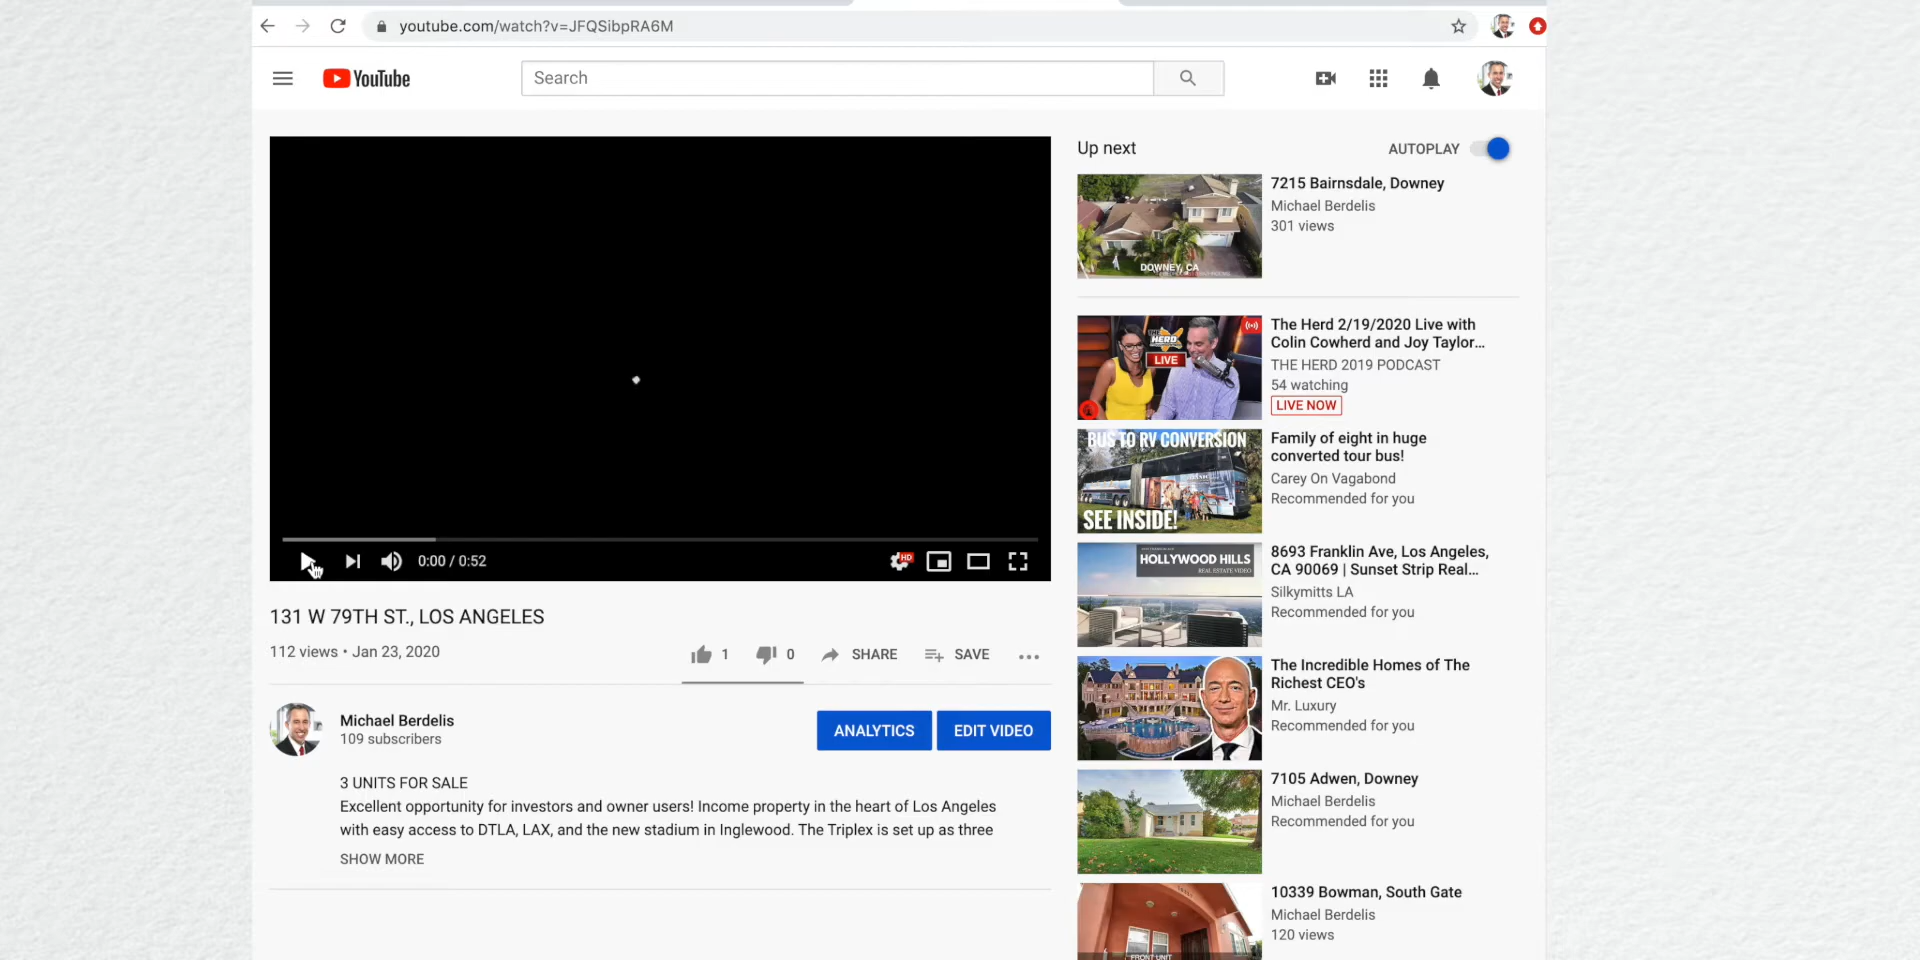 youtube.com/watch?v=JFQSibpRA6M
YouTube
Search
Up next
AUTOPLAY
7215 Bairnsdale, Downey
Michael Berdelis
301 views
DOWNEY, CA
The Herd 2/19/2020 Live with
Colin Cowherd and Joy Taylor...
THE HERD 2019 PODCAST
54 watching
LIVE NOW
THE
HERD
LIVE
BUS TO RV CONVERSION
SEE INSIDE!
Family of eight in huge
converted tour bus!
Carey On Vagabond
Recommended for you
HOLLYWOOD HILLS
REAL ESTATE VIDEO
8693 Franklin Ave, Los Angeles,
CA 90069 | Sunset Strip Real...
Silkymitts LA
Recommended for you
The Incredible Homes of The
Richest CEO's
Mr. Luxury
Recommended for you
7105 Adwen, Downey
Michael Berdelis
Recommended for you
10339 Bowman, South Gate
Michael Berdelis
120 views
FRONT UNIT
0:00 / 0:52
HD
131 W 79TH ST., LOS ANGELES
112 views • Jan 23, 2020
1
0
SHARE
SAVE
Michael Berdelis
109 subscribers
ANALYTICS
EDIT VIDEO
3 UNITS FOR SALE
Excellent opportunity for investors and owner users! Income property in the heart of Los Angeles
with easy access to DTLA, LAX, and the new stadium in Inglewood. The Triplex is set up as three
SHOW MORE